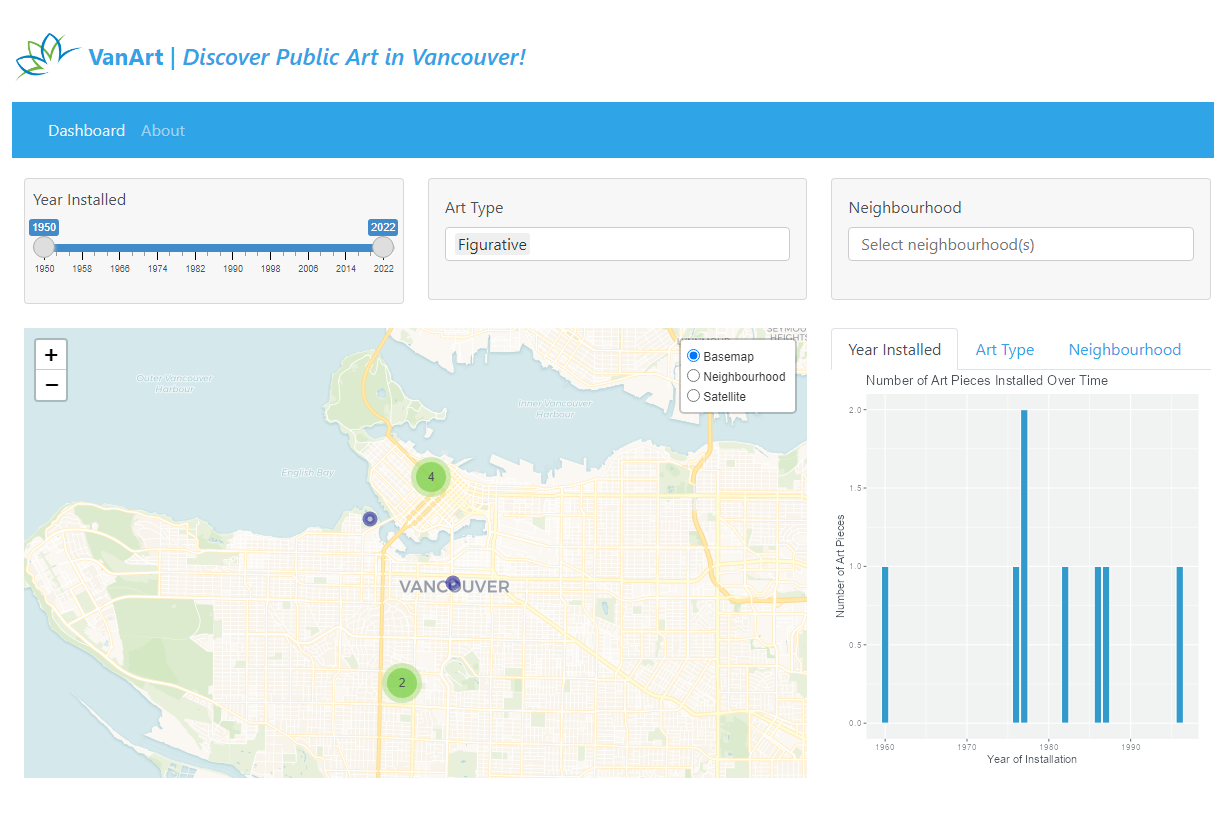 VanArt | Discover Public Art in Vancouver!
Dashboard About
Year Installed
1950 2022
1950 1958 1966 1974 1982 1990 1998 2006 2014 2022
Art Type
Figurative
Neighbourhood
Select neighbourhood(s)
+
−
Outer Vancouver
Harbour
Inner Vancouver
Harbour
English Bay
HEIGHTS
Basemap
Neighbourhood
Satellite
4
VANCOUVER
2
Year Installed Art Type Neighbourhood
Number of Art Pieces Installed Over Time
Number of Art Pieces
2.0
1.5
1.0
0.5
0.0
1960 1970 1980 1990
Year of Installation